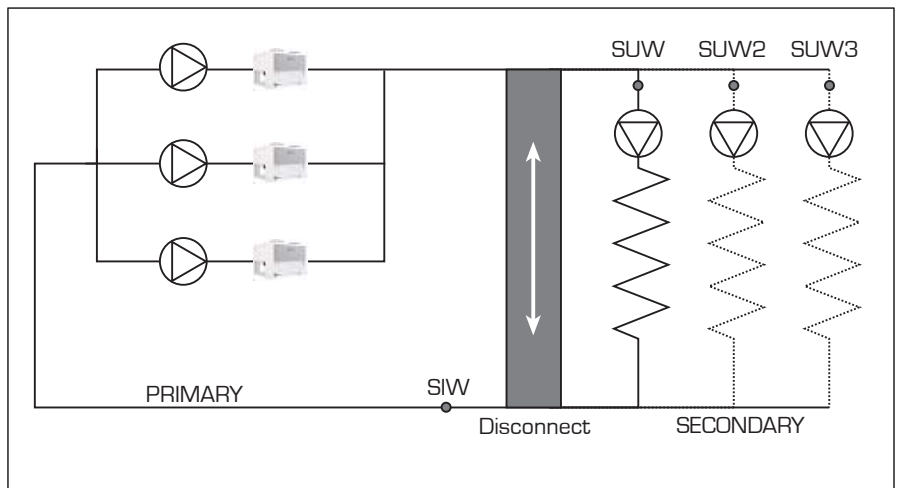 SUW SUW2 SUW3
PRIMARY
SIW
Disconnect
SECONDARY